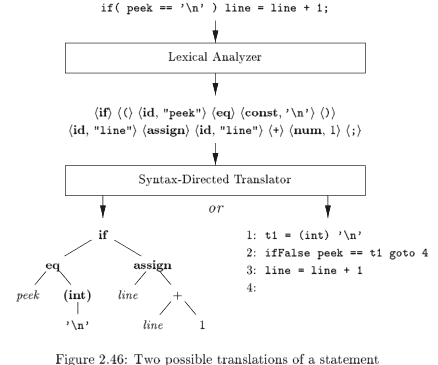 if( peek == '\n' ) line = line + 1;
Lexical Analyzer
⟨if⟩ ⟨(⟩ ⟨id, "peek"⟩ ⟨eq⟩ ⟨const, '\n'⟩ ⟨)⟩
⟨id, "line"⟩ ⟨assign⟩ ⟨id, "line"⟩ ⟨+⟩ ⟨num, 1⟩ ⟨;⟩
Syntax-Directed Translator
or
if
eq assign
peek (int) line +
'\n' line 1
1: t1 = (int) '\n'
2: ifFalse peek == t1 goto 4
3: line = line + 1
4:
Figure 2.46: Two possible translations of a statement